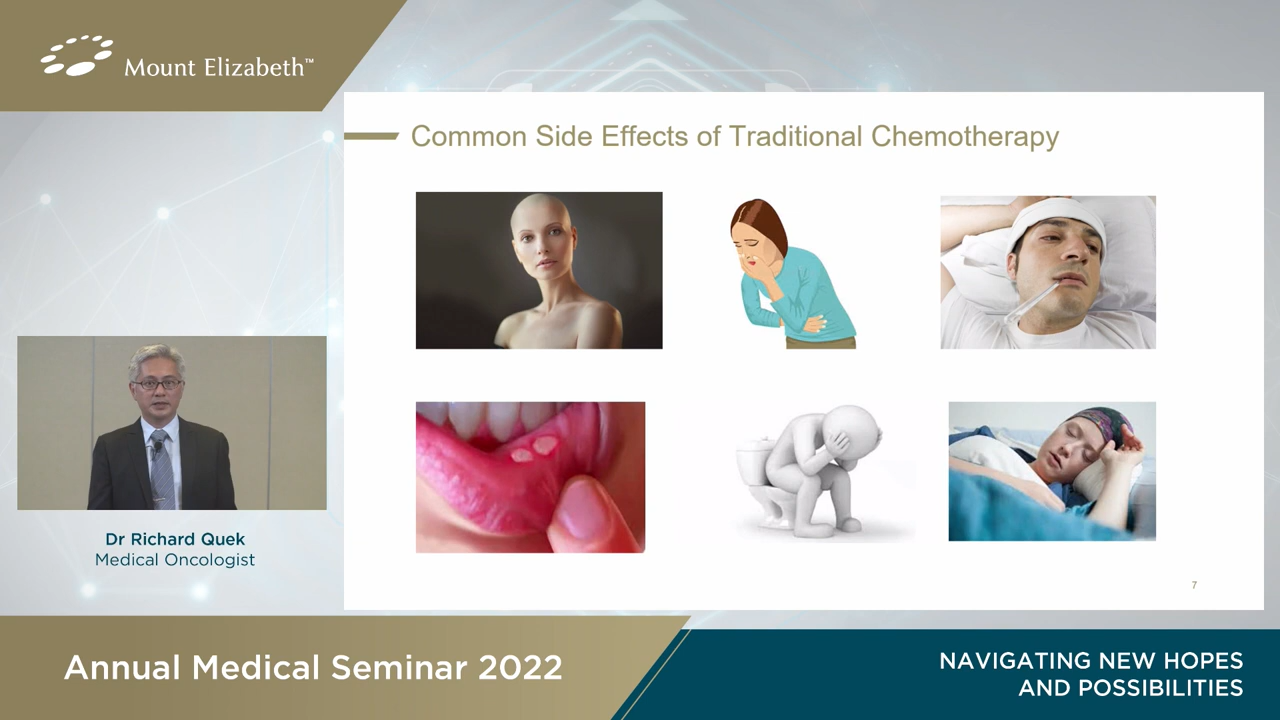 Mount Elizabeth™
Common Side Effects of Traditional Chemotherapy
Dr Richard Quek
Medical Oncologist
7
Annual Medical Seminar 2022
NAVIGATING NEW HOPES
AND POSSIBILITIES